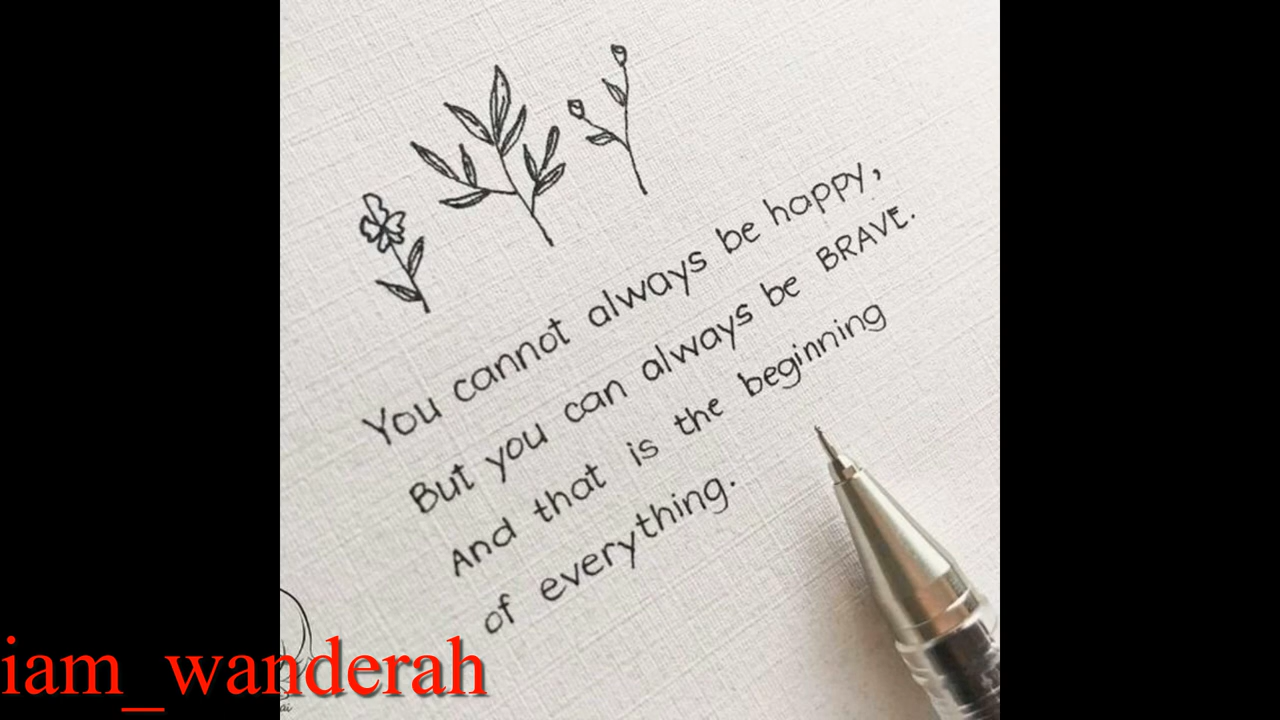 You cannot always be happy,
But you can always be BRAVE.
And that is the beginning
of everything.
iam_wanderah